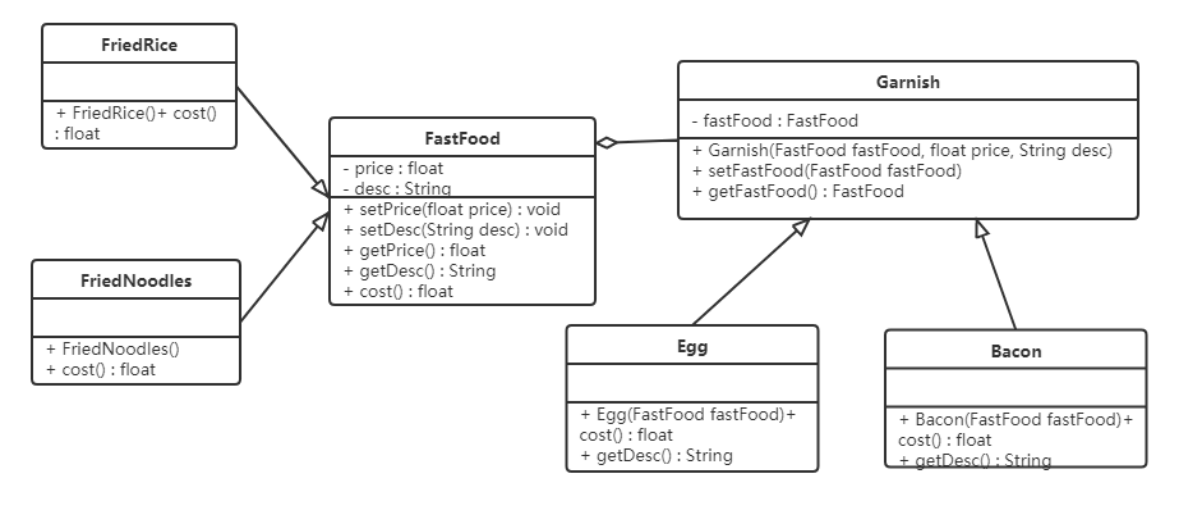 FriedRice
+ FriedRice()+ cost()
: float
FastFood
- price : float
- desc : String
+ setPrice(float price) : void
+ setDesc(String desc) : void
+ getPrice() : float
+ getDesc() : String
+ cost() : float
FriedNoodles
+ FriedNoodles()
+ cost() : float
Garnish
- fastFood : FastFood
+ Garnish(FastFood fastFood, float price, String desc)
+ setFastFood(FastFood fastFood)
+ getFastFood() : FastFood
Egg
+ Egg(FastFood fastFood)+
cost() : float
+ getDesc() : String
Bacon
+ Bacon(FastFood fastFood)+
cost() : float
+ getDesc() : String